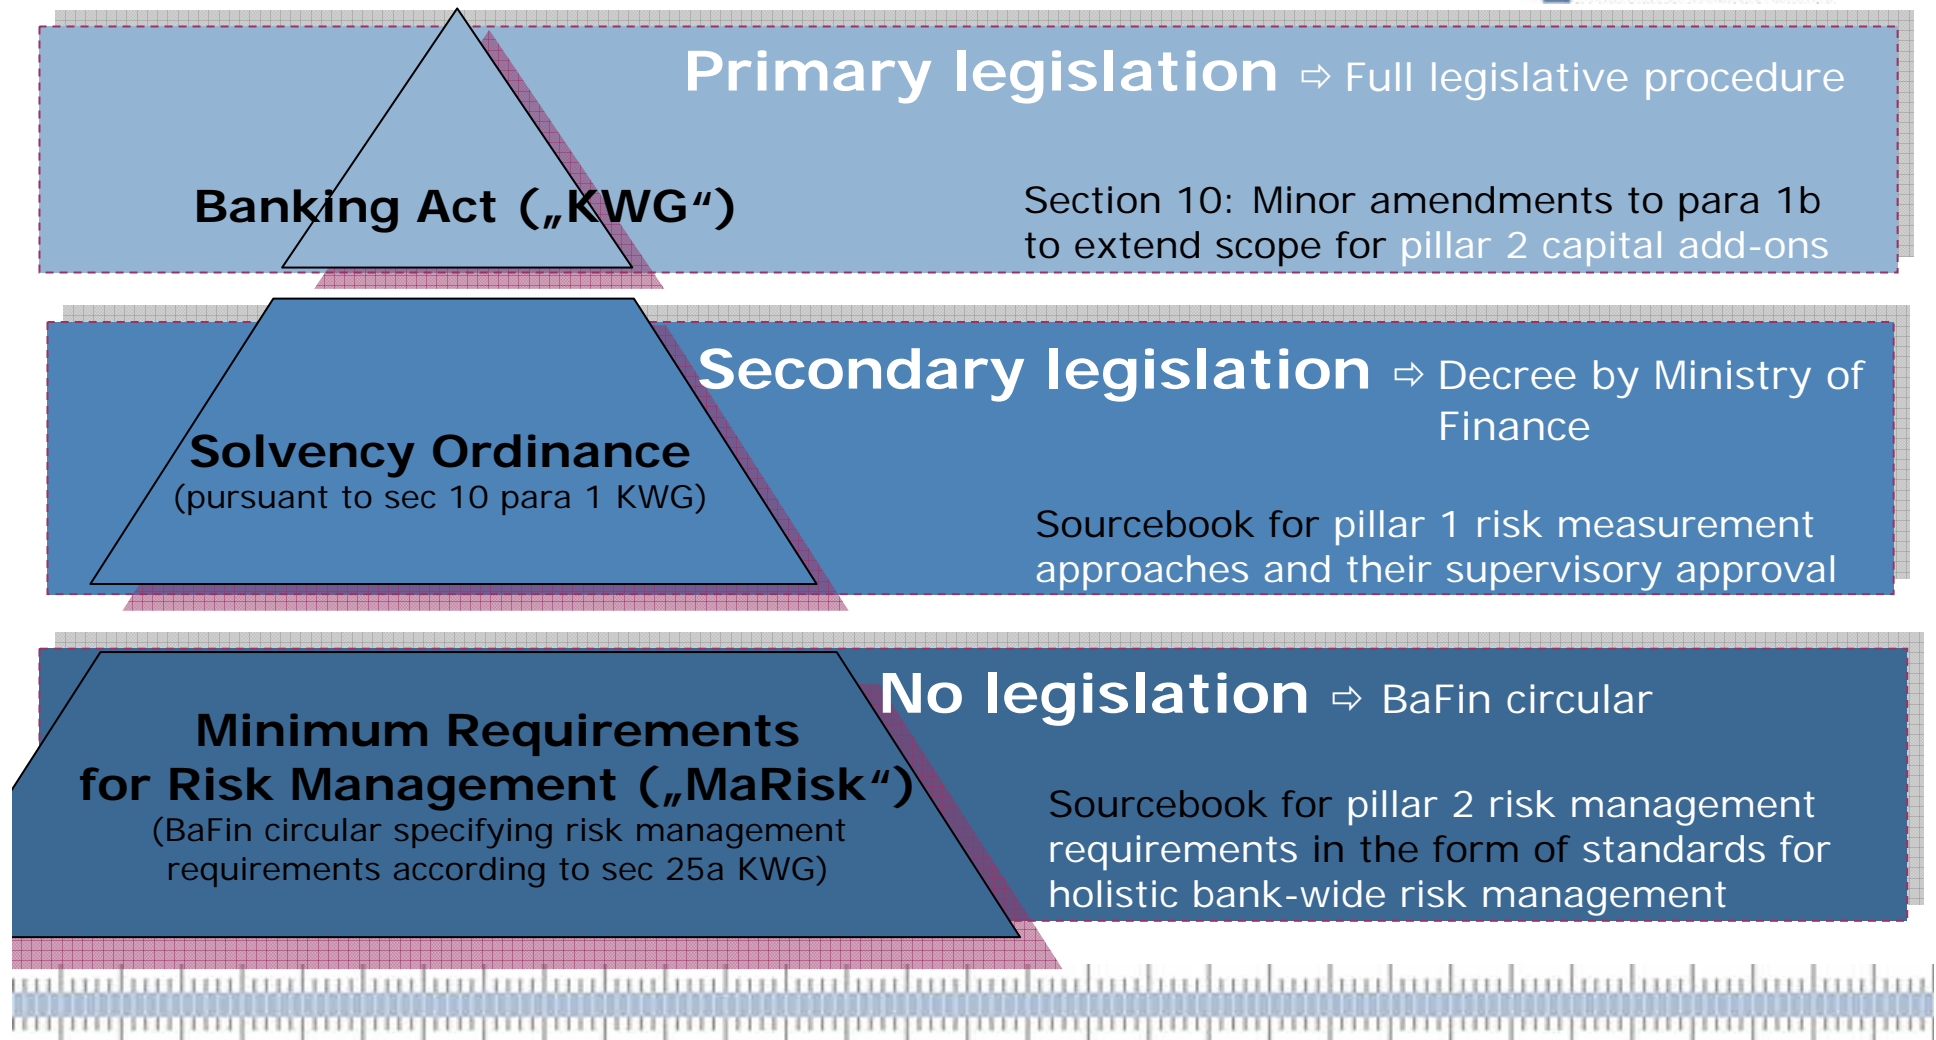 Primary legislation ⇨ Full legislative procedure
Banking Act („KWG“)
Section 10: Minor amendments to para 1b
to extend scope for pillar 2 capital add-ons
Secondary legislation ⇨ Decree by Ministry of
Finance
Solvency Ordinance
(pursuant to sec 10 para 1 KWG)
Sourcebook for pillar 1 risk measurement
approaches and their supervisory approval
No legislation ⇨ BaFin circular
Minimum Requirements
for Risk Management („MaRisk“)
(BaFin circular specifying risk management
requirements according to sec 25a KWG)
Sourcebook for pillar 2 risk management
requirements in the form of standards for
holistic bank-wide risk management